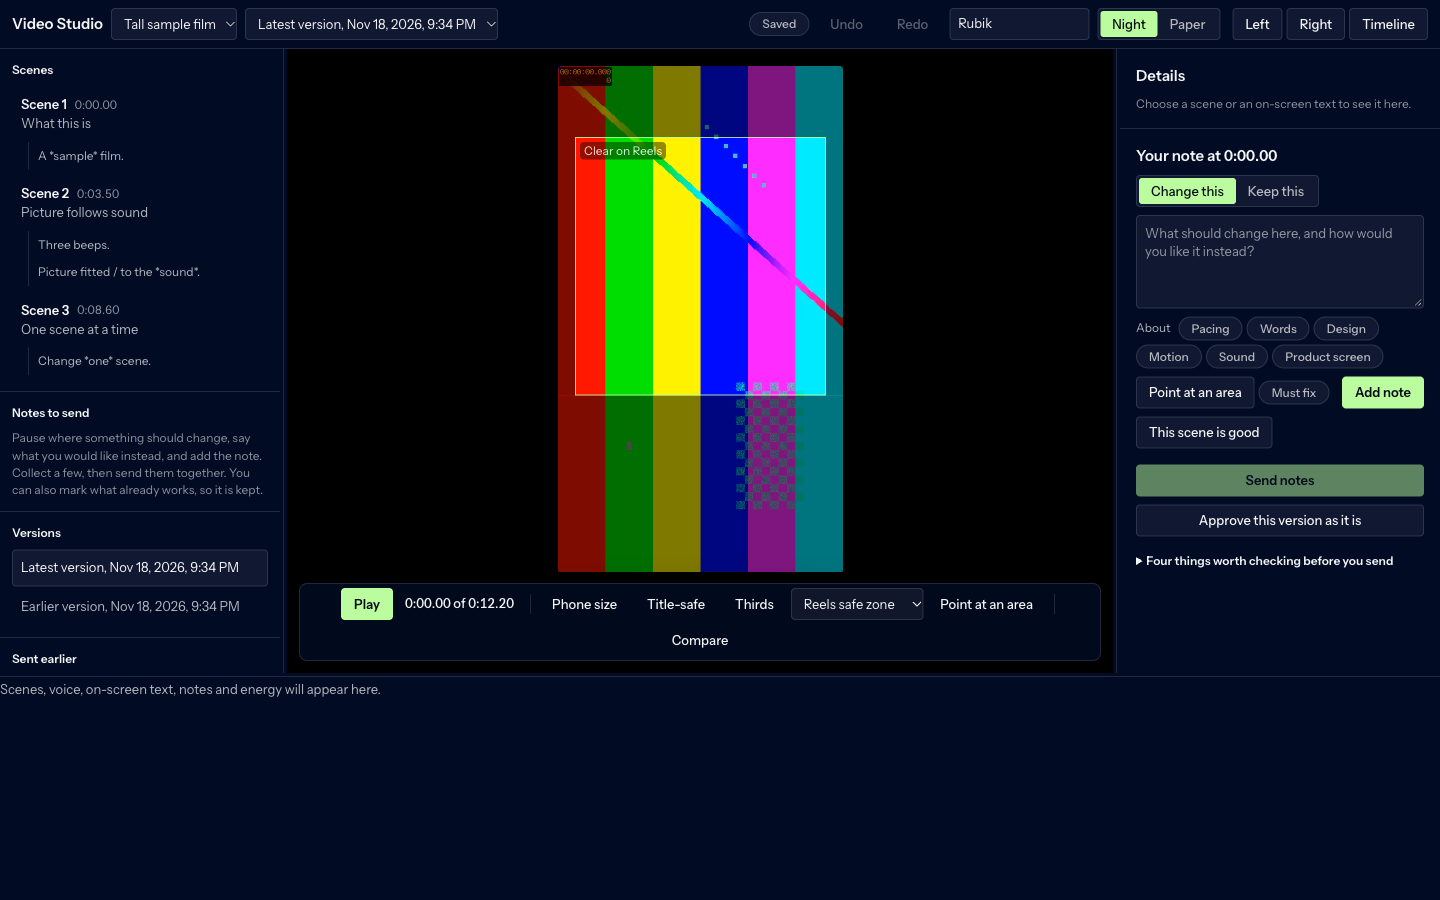 Video Studio
Tall sample film
Latest version, Nov 18, 2026, 9:34 PM
Saved
Undo
Redo
Rubik
Night
Paper
Left
Right
Timeline
Scenes
Scene 1 0:00.00
What this is
A *sample* film.
Scene 2 0:03.50
Picture follows sound
Three beeps.
Picture fitted / to the *sound*.
Scene 3 0:08.60
One scene at a time
Change *one* scene.
Notes to send
Pause where something should change, say
what you would like instead, and add the note.
Collect a few, then send them together. You
can also mark what already works, so it is kept.
Versions
Latest version, Nov 18, 2026, 9:34 PM
Earlier version, Nov 18, 2026, 9:34 PM
Sent earlier
00:00:00.000
0
Clear on Reels
Play
0:00.00 of 0:12.20
Phone size
Title-safe
Thirds
Reels safe zone
Point at an area
Compare
Details
Choose a scene or an on-screen text to see it here.
Your note at 0:00.00
Change this
Keep this
What should change here, and how would
you like it instead?
About
Pacing
Words
Design
Motion
Sound
Product screen
Point at an area
Must fix
Add note
This scene is good
Send notes
Approve this version as it is
Four things worth checking before you send
Scenes, voice, on-screen text, notes and energy will appear here.